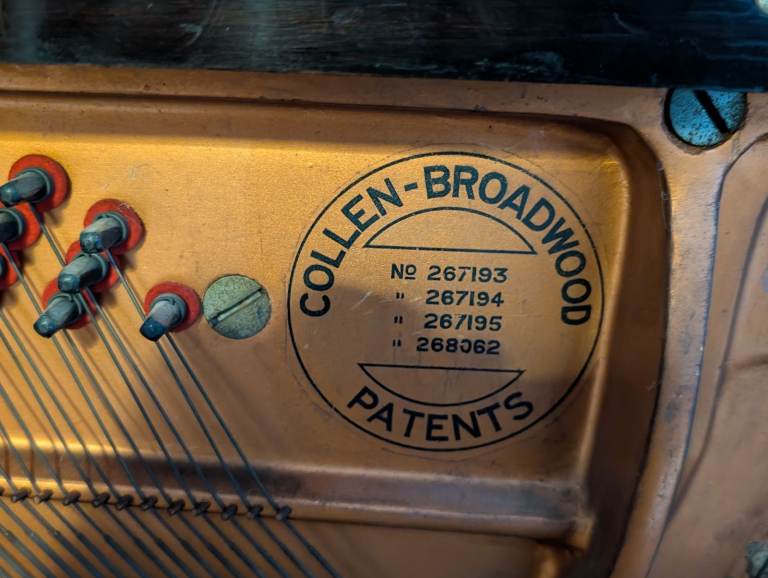 COLLEN-BROADWOOD
No 267193
" 267194
" 267195
" 268062
PATENTS